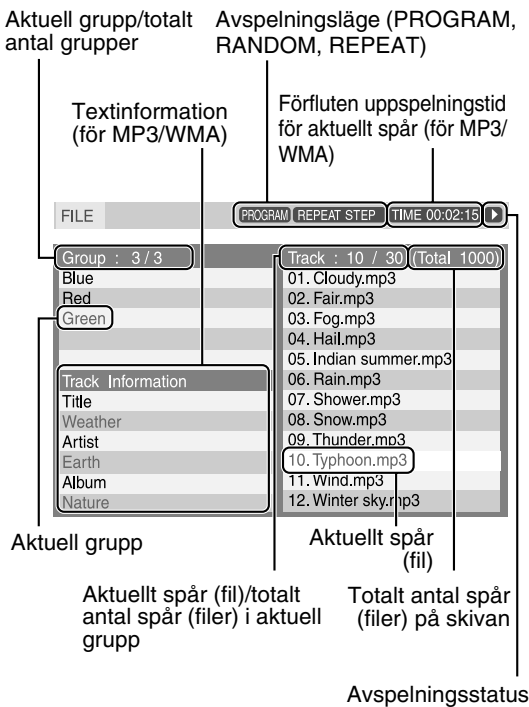 Aktuell grupp/totalt
antal grupper
Avspelningsläge (PROGRAM,
RANDOM, REPEAT)
Textinformation
(för MP3/WMA)
Förfluten uppspelningstid
för aktuellt spår (för MP3/
WMA)
FILE
PROGRAM REPEAT STEP TIME 00:02:15
Group : 3 / 3
Blue
Red
Green
Track Information
Title
Weather
Artist
Earth
Album
Nature
Track : 10 / 30 (Total 1000)
01. Cloudy.mp3
02. Fair.mp3
03. Fog.mp3
04. Hail.mp3
05. Indian summer.mp3
06. Rain.mp3
07. Shower.mp3
08. Snow.mp3
09. Thunder.mp3
10. Typhoon.mp3
11. Wind.mp3
12. Winter sky.mp3
Aktuell grupp
Aktuellt spår
(fil)
Aktuellt spår (fil)/totalt
antal spår (filer) i aktuell
grupp
Totalt antal spår
(filer) på skivan
Avspelningsstatus